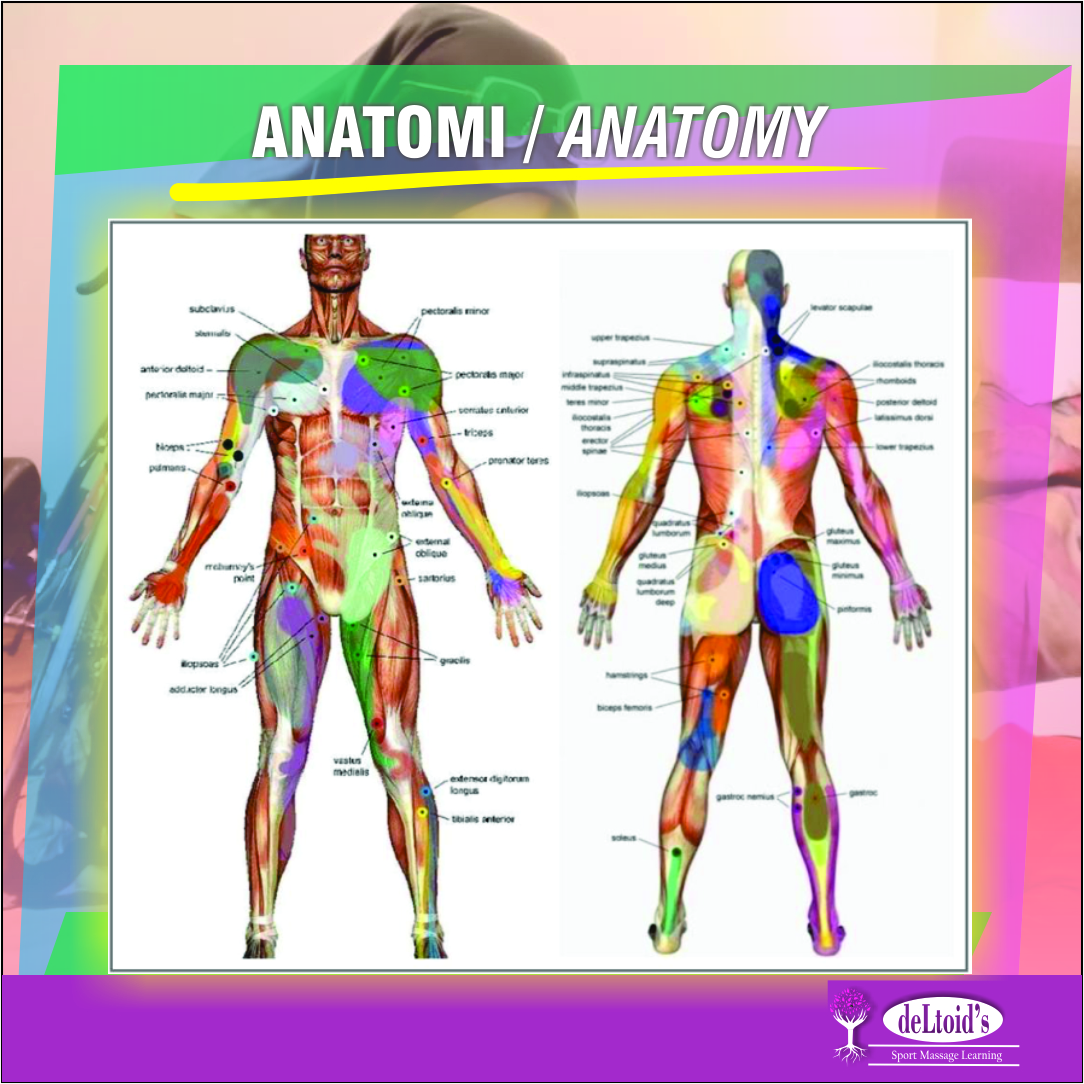 ANATOMI / ANATOMY
subclavius
sternalis
anterior deltoid
pectoralis major
biceps
palmaris
mcburney's
point
iliopsoas
adductor longus
pectoralis minor
pectoralis major
serratus anterior
triceps
pronator teres
externa
oblique
external
oblique
sartorius
gracilis
vastus
medialis
extensor digitorum
longus
tibialis anterior
upper trapezius
supraspinatus
infraspinatus
middle trapezius
teres minor
iliocostalis
thoracis
erector
spinae
iliopsoas
quadratus
lumborum
gluteus
medius
quadratus
lumborum
deep
hamstrings
biceps femoris
gastroc nemius
soleus
levator scapulae
iliocostalis thoracis
rhomboids
posterior deltoid
latissimus dorsi
lower trapezius
gluteus
maximus
gluteus
minimus
piriformis
gastroc
deLtoid's
Sport Massage Learning